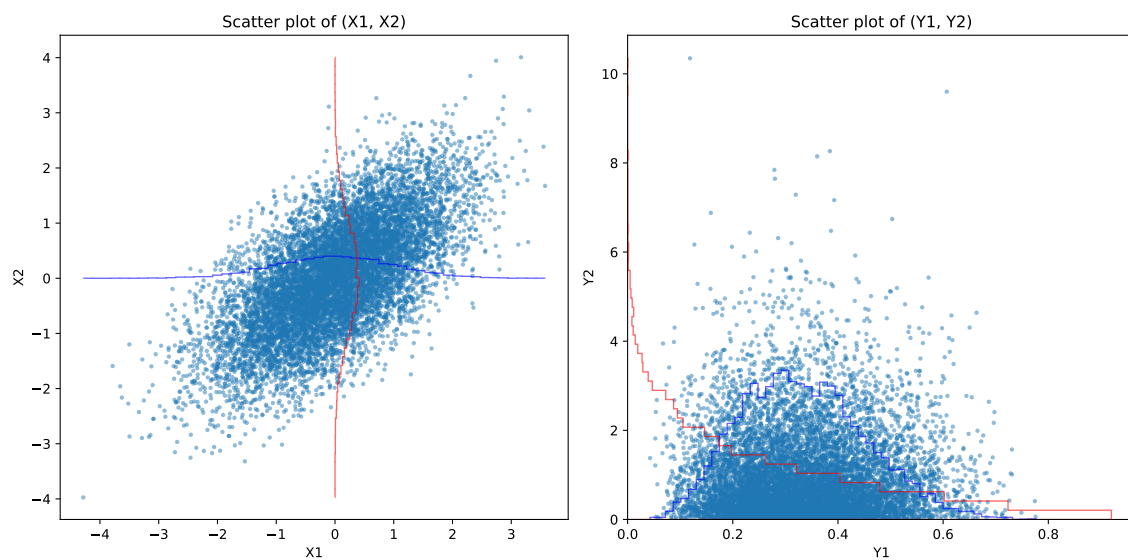 Scatter plot of (X1, X2)
4
3
2
1
0
−1
−2
−3
−4
X2
−4 −3 −2 −1 0 1 2 3
X1
Scatter plot of (Y1, Y2)
10
8
6
4
2
0
Y2
0.0 0.2 0.4 0.6 0.8
Y1